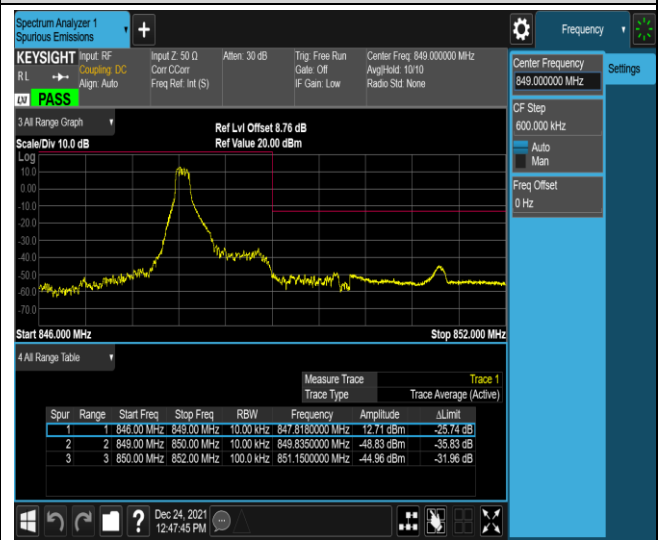 Spectrum Analyzer 1
Spurious Emissions
+
Frequency
KEYSIGHT Input: RF Input Z: 50 Ω Atten: 30 dB Trig: Free Run Center Freq: 849.000000 MHz
R L Coupling: DC Corr CCorr Gate: Off Avg|Hold: 10/10
Align: Auto Freq Ref: Int (S) IF Gain: Low Radio Std: None
LXI PASS
Center Frequency
849.000000 MHz
Settings
CF Step
600.000 kHz
Auto
Man
Freq Offset
0 Hz
3 All Range Graph
Ref Lvl Offset 8.76 dB
Scale/Div 10.0 dB Ref Value 20.00 dBm
Log
10.0
0.00
-10.0
-20.0
-30.0
-40.0
-50.0
-60.0
-70.0
Start 846.000 MHz Stop 852.000 MHz
4 All Range Table
Measure Trace Trace 1
Trace Type Trace Average (Active)
Spur Range Start Freq Stop Freq RBW Frequency Amplitude ΔLimit
1 1 846.00 MHz 849.00 MHz 10.00 kHz 847.8180000 MHz 12.71 dBm -25.74 dB
2 2 849.00 MHz 850.00 MHz 10.00 kHz 849.8350000 MHz -48.83 dBm -35.83 dB
3 3 850.00 MHz 852.00 MHz 100.0 kHz 851.1500000 MHz -44.96 dBm -31.96 dB
? Dec 24, 2021
12:47:45 PM